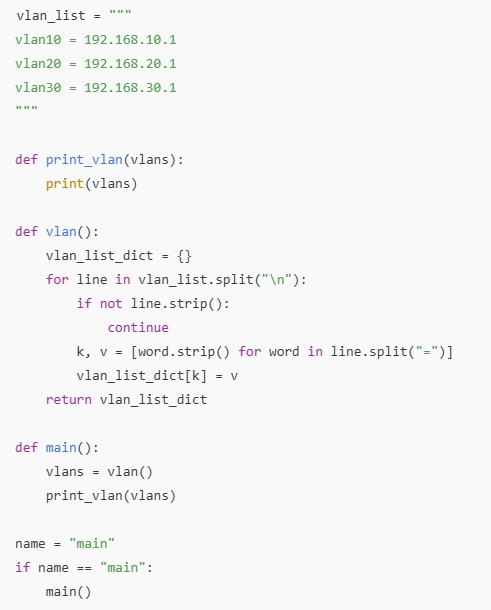 vlan_list = """
vlan10 = 192.168.10.1
vlan20 = 192.168.20.1
vlan30 = 192.168.30.1
"""

def print_vlan(vlans):
    print(vlans)

def vlan():
    vlan_list_dict = {}
    for line in vlan_list.split("\n"):
        if not line.strip():
            continue
        k, v = [word.strip() for word in line.split("=")]
        vlan_list_dict[k] = v
    return vlan_list_dict

def main():
    vlans = vlan()
    print_vlan(vlans)

name = "main"
if name == "main":
    main()